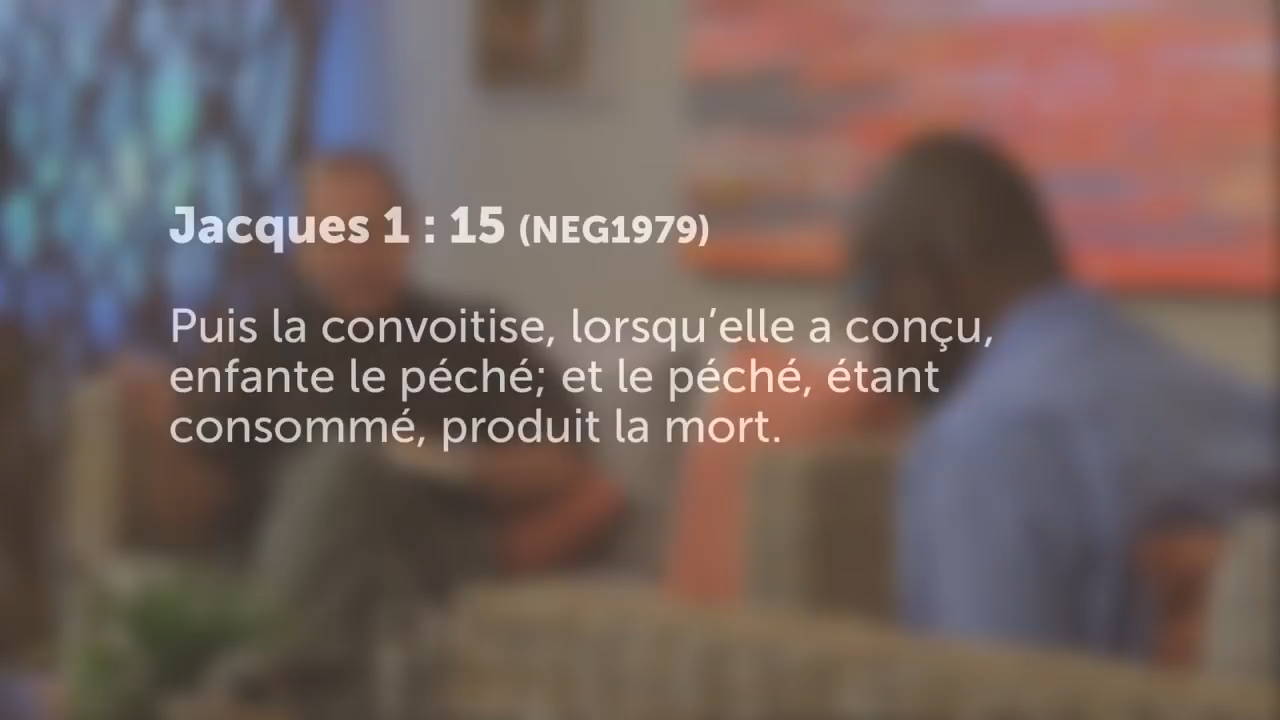 Jacques 1 : 15 (NEG1979)
Puis la convoitise, lorsqu’elle a conçu,
enfante le péché; et le péché, étant
consommé, produit la mort.